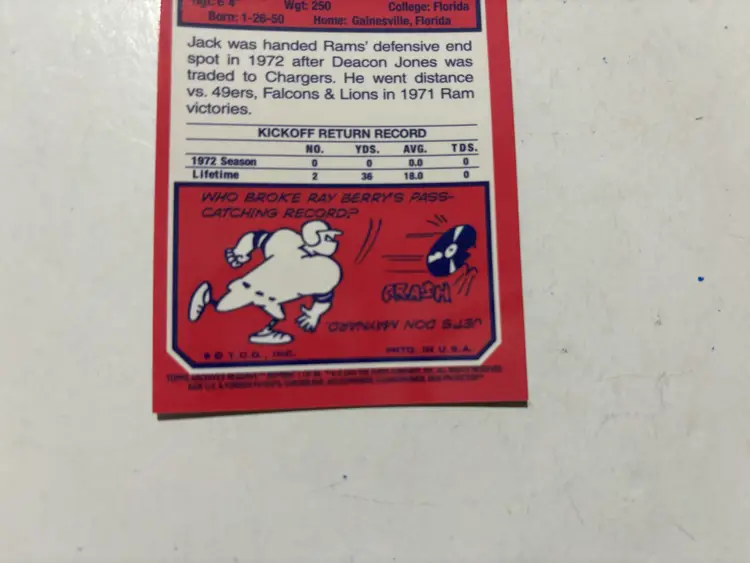 Hgt: 6'4" Wgt: 250 College: Florida
Born: 1-26-50 Home: Gainesville, Florida
Jack was handed Rams' defensive end
spot in 1972 after Deacon Jones was
traded to Chargers. He went distance
vs. 49ers, Falcons & Lions in 1971 Ram
victories.
KICKOFF RETURN RECORD
NO. YDS. AVG. TDS.
1972 Season 0 0 0.0 0
Lifetime 2 36 18.0 0
WHO BROKE RAY BERRY'S PASS-
CATCHING RECORD?
CRASH
JETS DON MAYNARD.
© T.C.G., INC. PRTD. IN U.S.A.